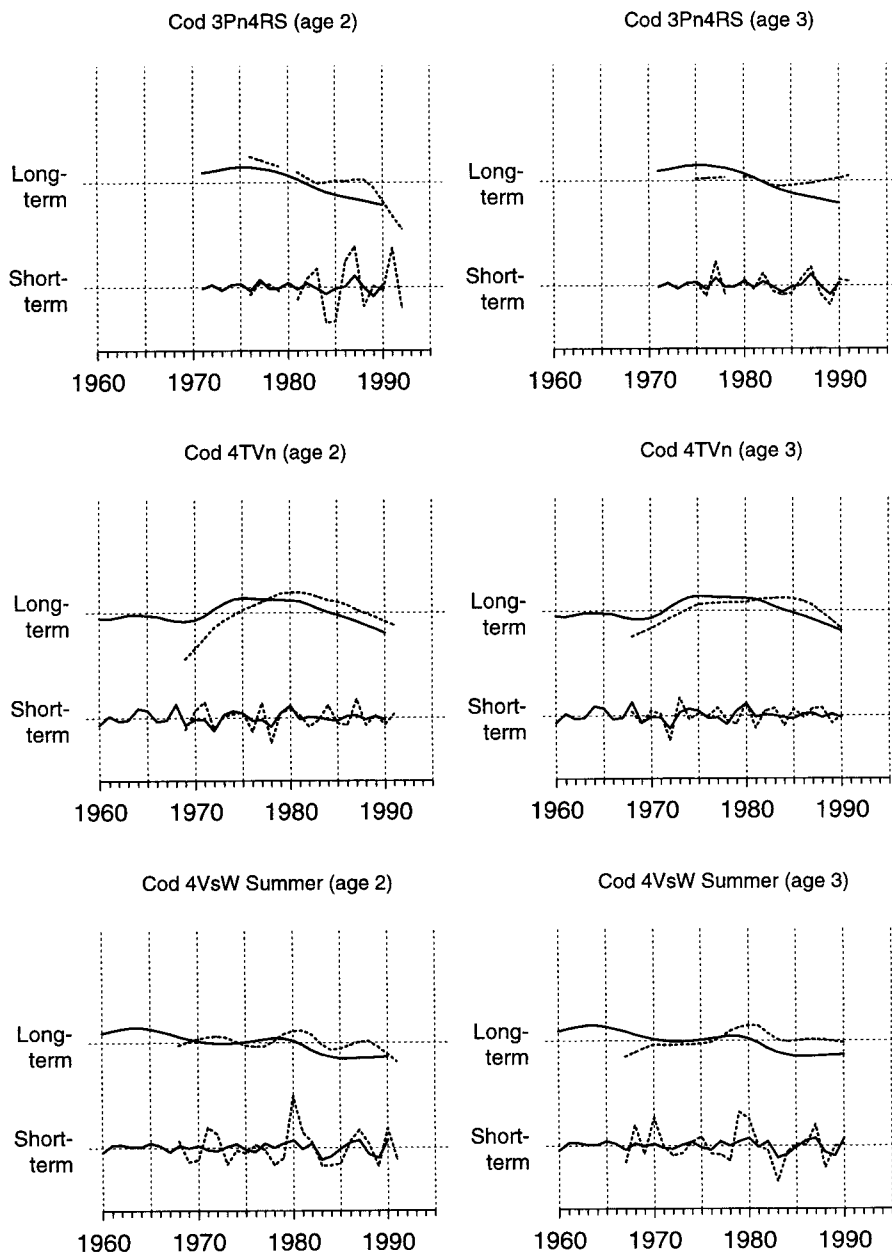 Cod 3Pn4RS (age 2)
Long-
term
Short-
term
1960 1970 1980 1990
Cod 3Pn4RS (age 3)
Long-
term
Short-
term
1960 1970 1980 1990
Cod 4TVn (age 2)
Long-
term
Short-
term
1960 1970 1980 1990
Cod 4TVn (age 3)
Long-
term
Short-
term
1960 1970 1980 1990
Cod 4VsW Summer (age 2)
Long-
term
Short-
term
1960 1970 1980 1990
Cod 4VsW Summer (age 3)
Long-
term
Short-
term
1960 1970 1980 1990